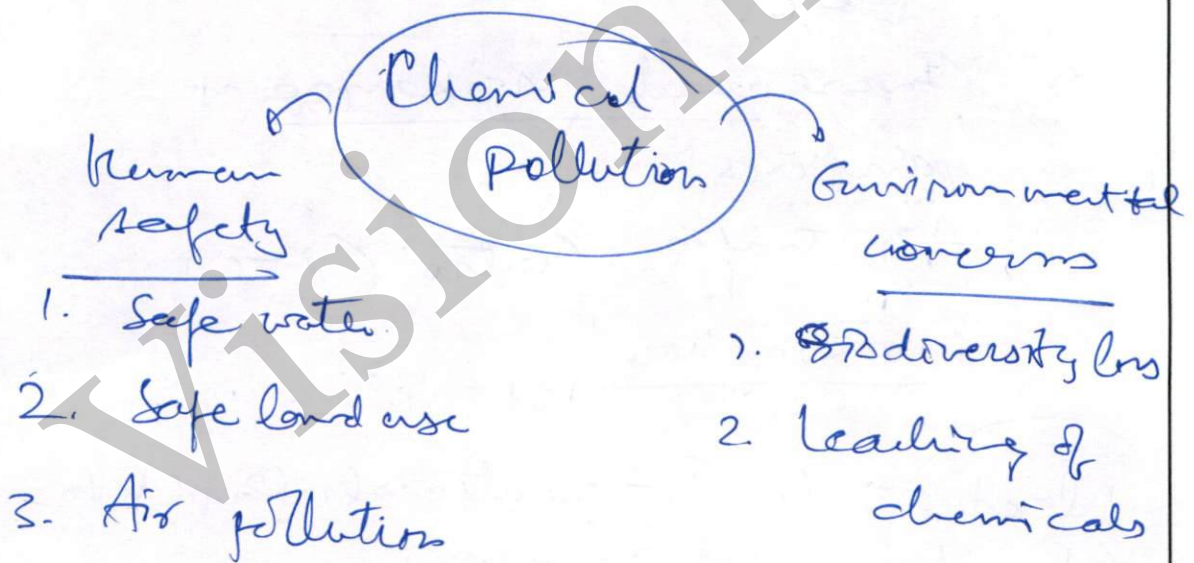 Chemical
pollution
Human
safety
1. Safe water
2. Safe land use
3. Air pollution
Environmental
concerns
1. Biodiversity loss
2. Leaching of
chemicals
Vision